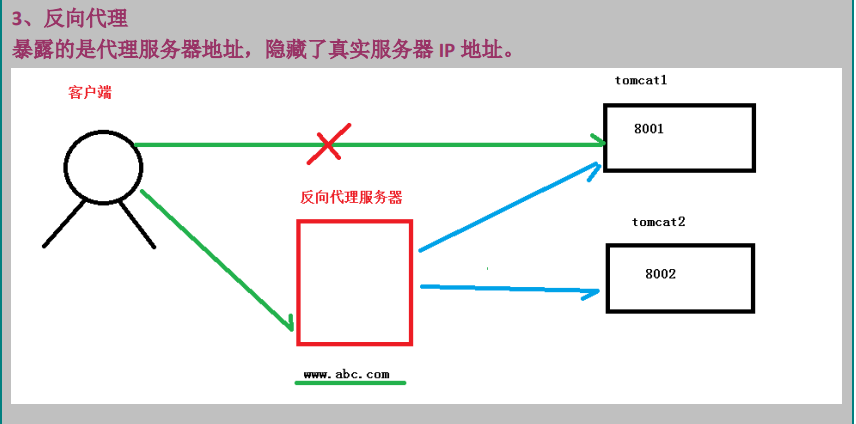 3、反向代理
暴露的是代理服务器地址，隐藏了真实服务器 IP 地址。
客户端
tomcat1
8001
反向代理服务器
tomcat2
8002
www.abc.com